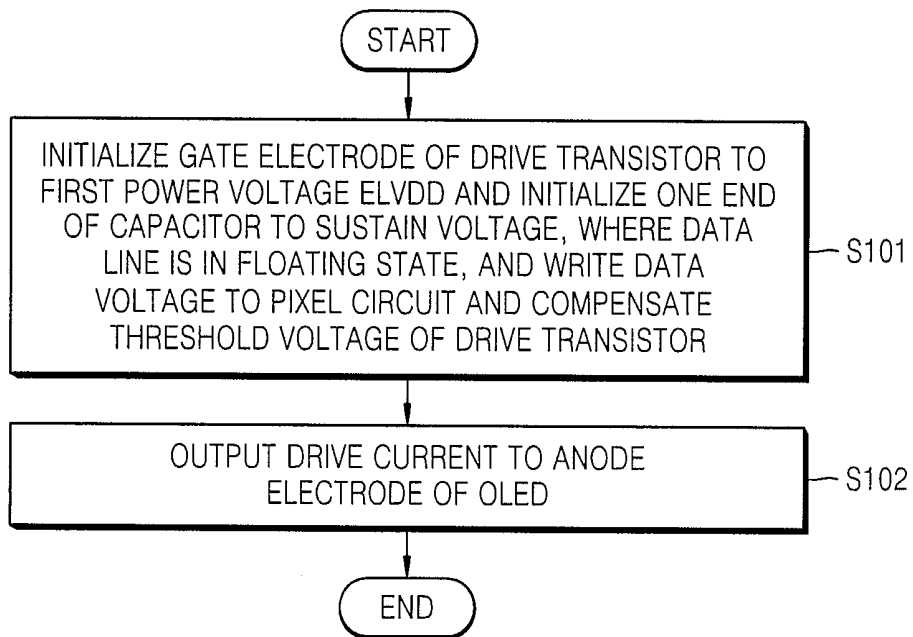 START
INITIALIZE GATE ELECTRODE OF DRIVE TRANSISTOR TO
FIRST POWER VOLTAGE ELVDD AND INITIALIZE ONE END
OF CAPACITOR TO SUSTAIN VOLTAGE, WHERE DATA
LINE IS IN FLOATING STATE, AND WRITE DATA
VOLTAGE TO PIXEL CIRCUIT AND COMPENSATE
THRESHOLD VOLTAGE OF DRIVE TRANSISTOR
S101
OUTPUT DRIVE CURRENT TO ANODE
ELECTRODE OF OLED
S102
END